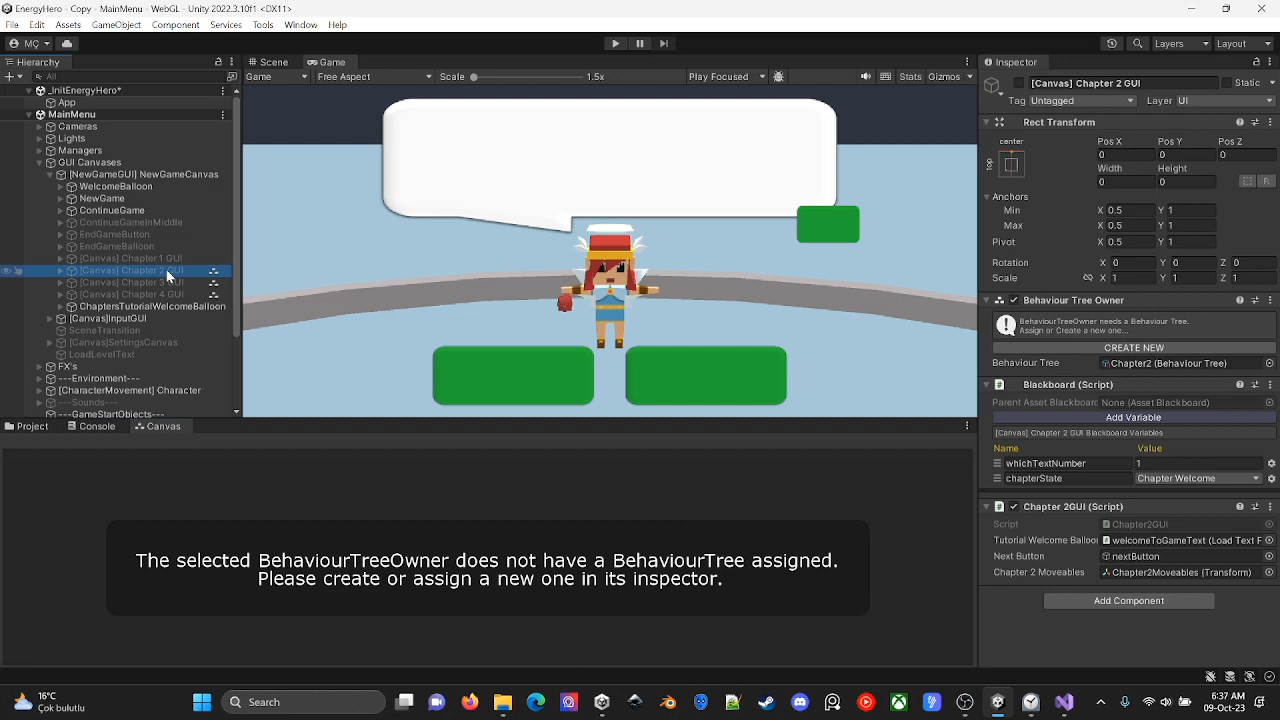 EnergyHero - Copy - MainMenu - WebGL - Unity 2022.3.10f1 <DX11>
File Edit Assets GameObject Component Services Tools Window Help
MÇ Layers Layout
Hierarchy
All
_InitEnergyHero*
App
MainMenu
Cameras
Lights
Managers
GUI Canvases
[NewGameGUI] NewGameCanvas
WelcomeBalloon
NewGame
ContinueGame
ContinueGameInMiddle
EndGameButton
EndGameBalloon
[Canvas] Chapter 1 GUI
[Canvas] Chapter 2 GUI
[Canvas] Chapter 3 GUI
[Canvas] Chapter 4 GUI
ChaptersTutorialWelcomeBalloon
[Canvas]InputGUI
SceneTransition
[Canvas]SettingsCanvas
LoadLevelText
FX's
---Environment---
[CharacterMovement] Character
---Sounds---
---GameStartObjects---
Scene Game
Game Free Aspect Scale 1.5x Play Focused Stats Gizmos
Project Console Canvas
The selected BehaviourTreeOwner does not have a BehaviourTree assigned.
Please create or assign a new one in its inspector.
Inspector
[Canvas] Chapter 2 GUI Static
Tag Untagged Layer UI
Rect Transform
center Pos X Pos Y Pos Z
top 0 0 0
Width Height
0 0 R
Anchors
Min X 0.5 Y 1
Max X 0.5 Y 1
Pivot X 0.5 Y 1
Rotation X 0 Y 0 Z 0
Scale X 1 Y 1 Z 1
Behaviour Tree Owner
BehaviourTreeOwner needs a Behaviour Tree.
Assign or Create a new one...
CREATE NEW
Behaviour Tree Chapter2 (Behaviour Tree)
Blackboard (Script)
Parent Asset Blackboard None (Asset Blackboard)
Add Variable
[Canvas] Chapter 2 GUI Blackboard Variables
Name Value
whichTextNumber 1
chapterState Chapter Welcome
Chapter 2GUI (Script)
Script Chapter2GUI
Tutorial Welcome Balloo welcomeToGameText (Load Text F
Next Button nextButton
Chapter 2 Moveables Chapter2Moveables (Transform)
Add Component
16°C
Çok bulutlu
Search
6:37 AM
09-Oct-23